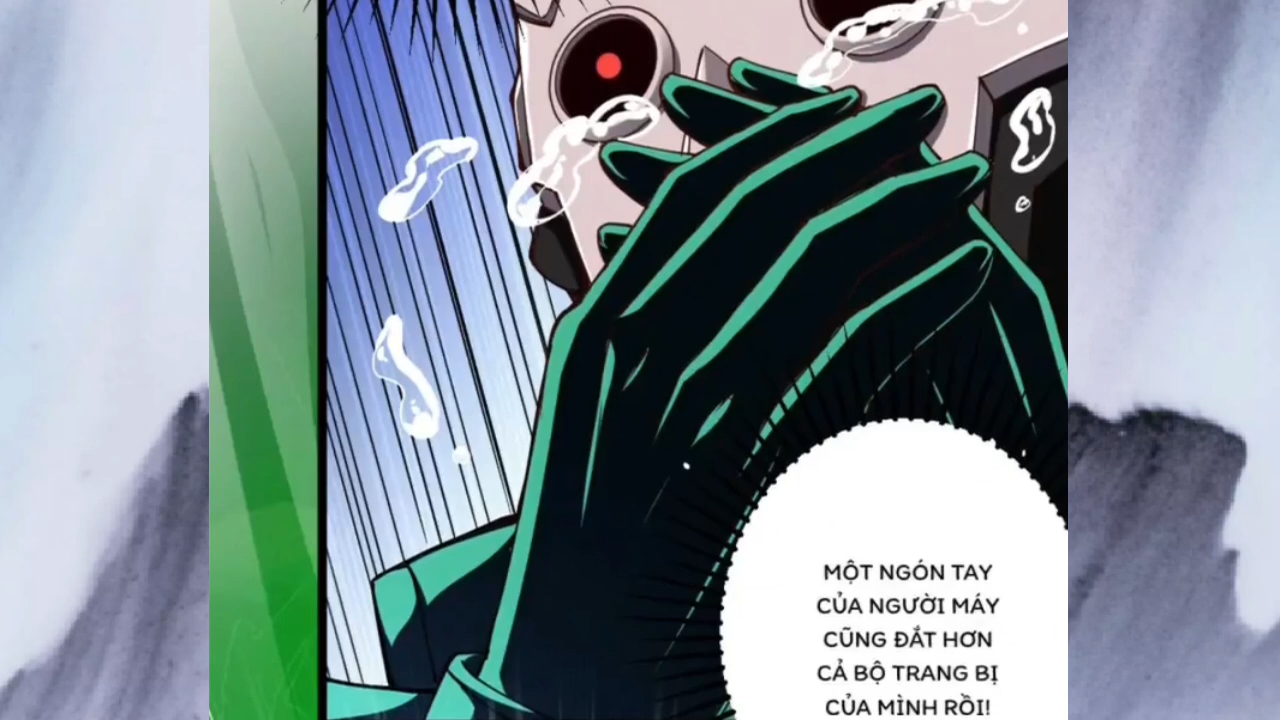 MỘT NGÓN TAY
CỦA NGƯỜI MÁY
CŨNG ĐẮT HƠN
CẢ BỘ TRANG BỊ
CỦA MÌNH RỒI!